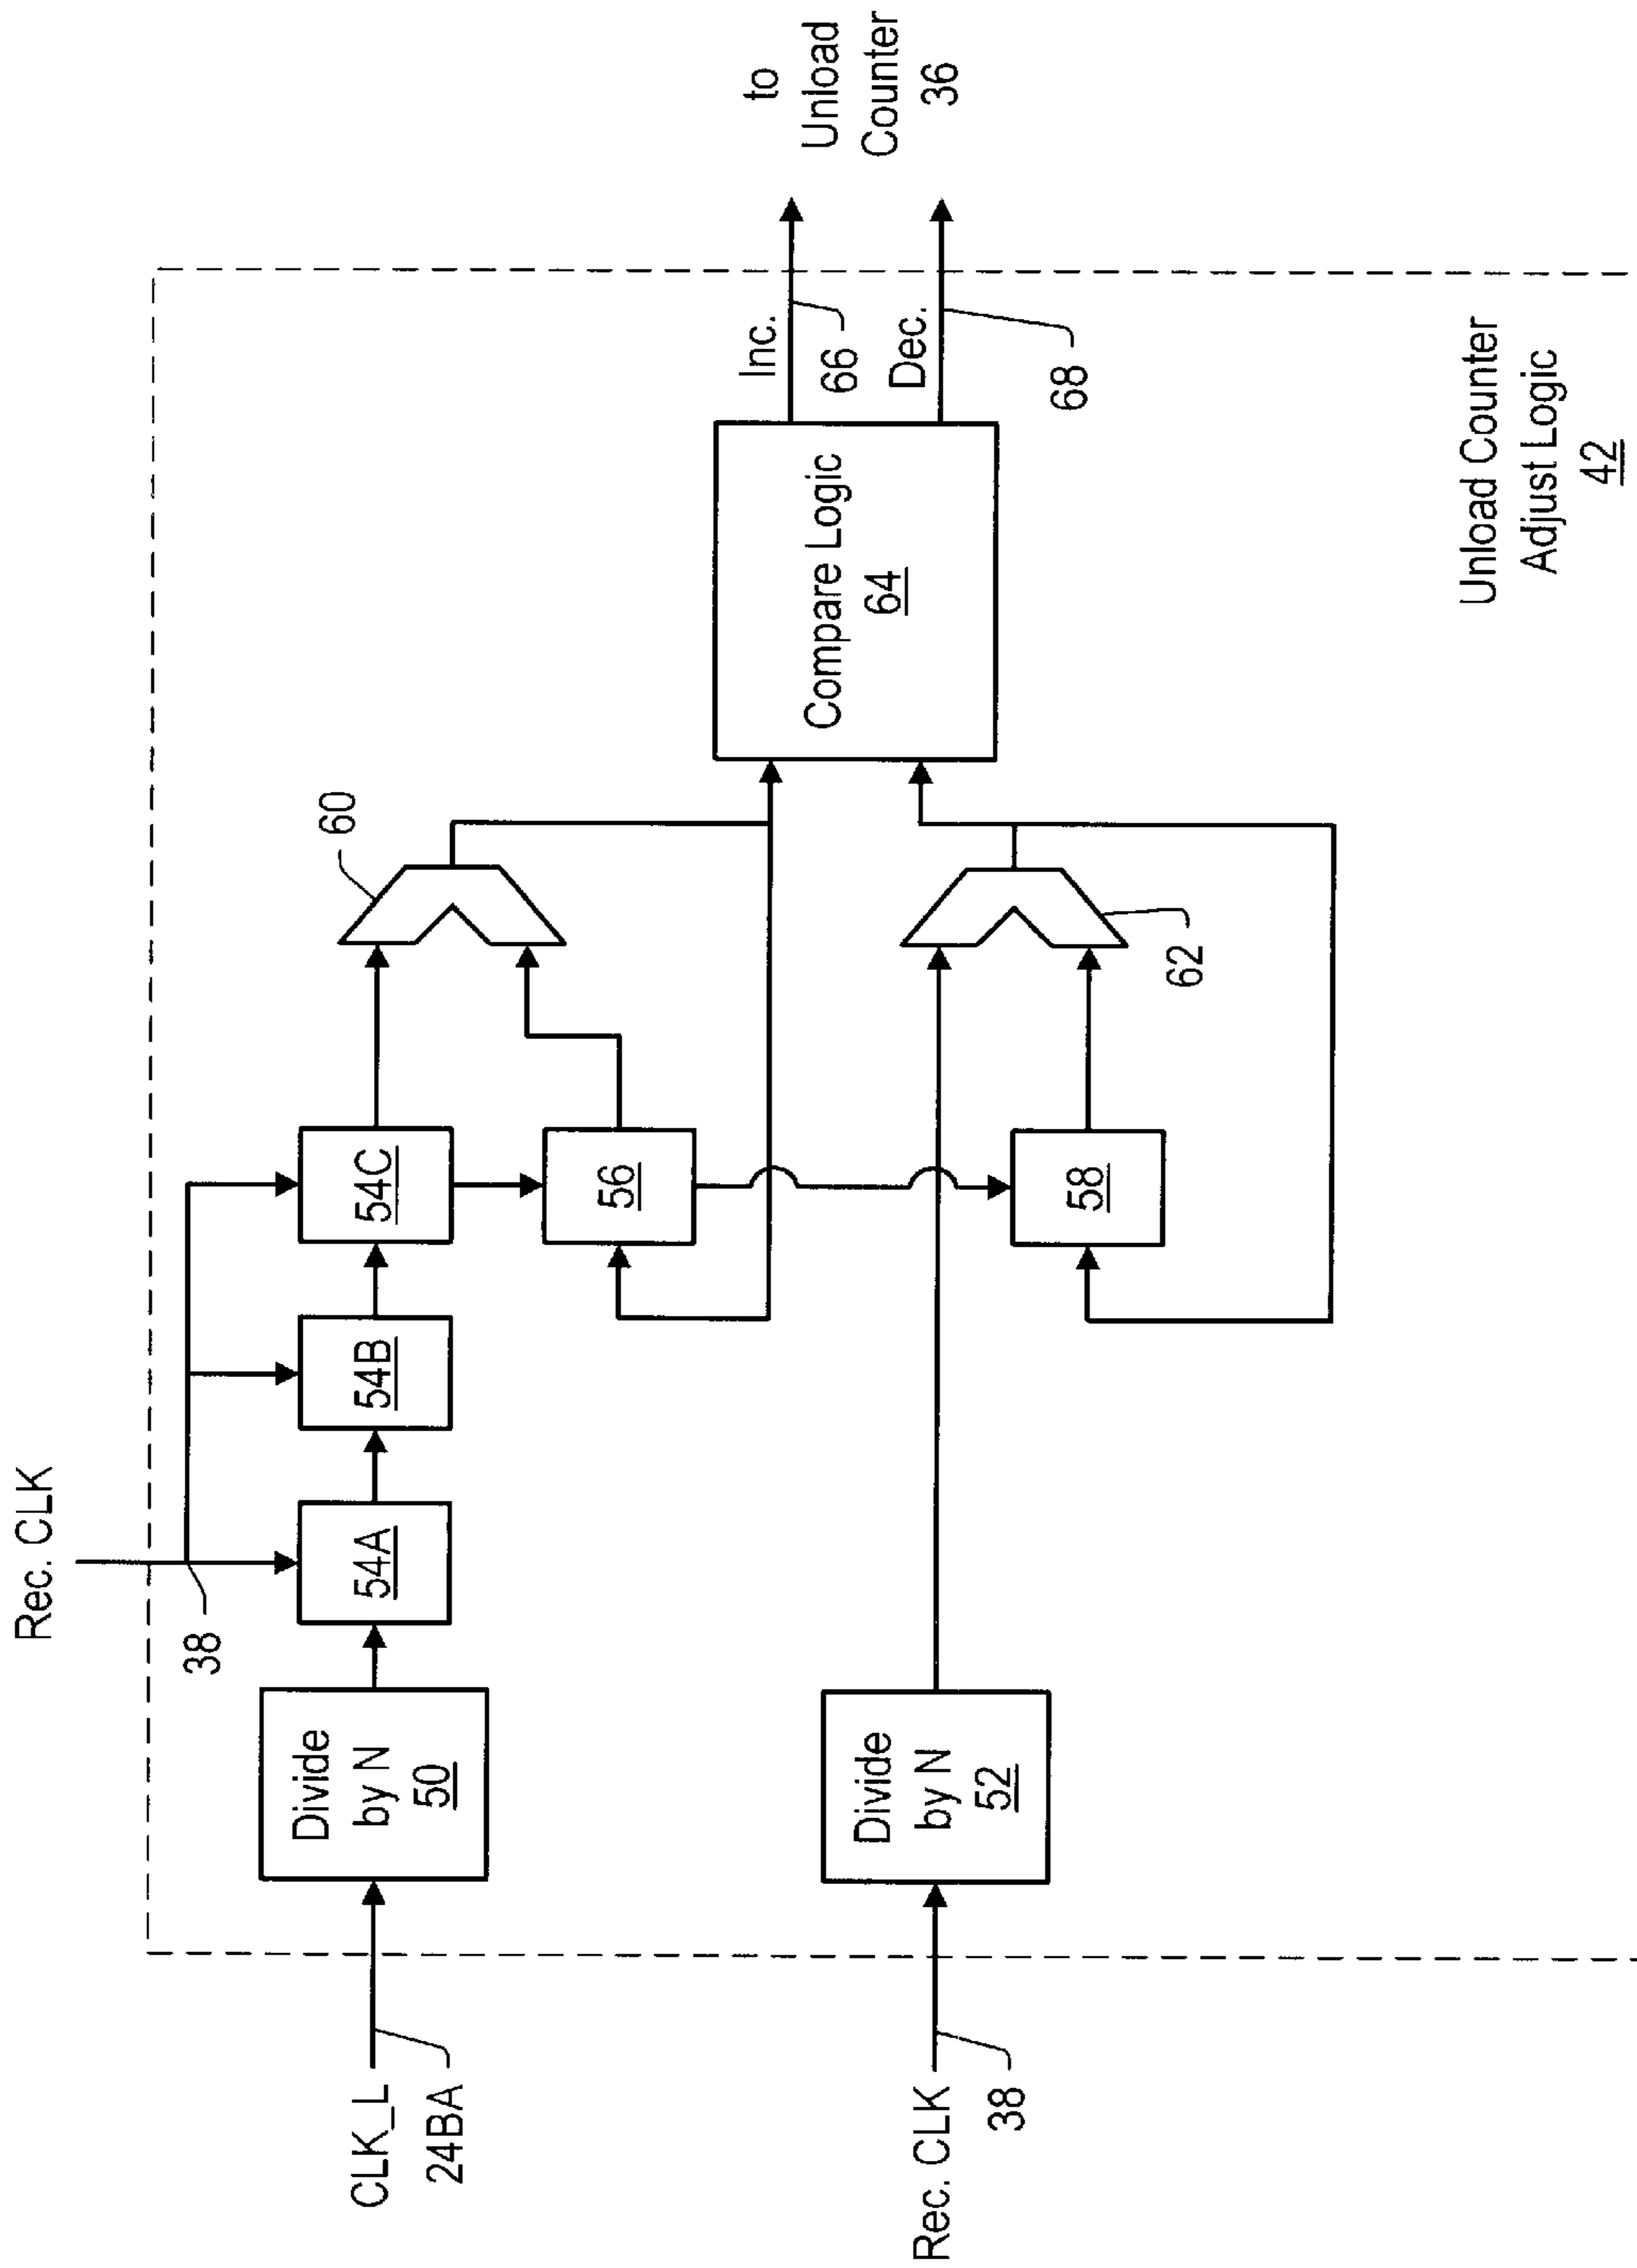 Rec. CLK
38
CLK_L
24BA
Divide
by N
50
54A
54B
54C
56
60
Rec. CLK
38
Divide
by N
52
58
62
Compare Logic
64
Inc.
66
Dec.
68
to
Unload
Counter
36
Unload Counter
Adjust Logic
42